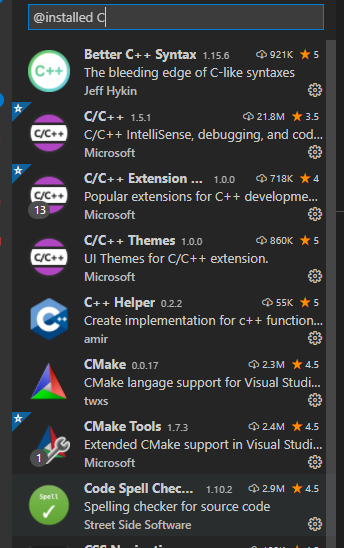 @installed C
Better C++ Syntax 1.15.6 921K ★ 5
The bleeding edge of C-like syntaxes
Jeff Hykin
C/C++ 1.5.1 21.8M ★ 3.5
C/C++ IntelliSense, debugging, and cod...
Microsoft
C/C++ Extension ... 1.0.0 718K ★ 4
Popular extensions for C++ developme...
13
Microsoft
C/C++ Themes 1.0.0 860K ★ 5
UI Themes for C/C++ extension.
Microsoft
C++ Helper 0.2.2 55K ★ 5
Create implementation for c++ function...
amir
CMake 0.0.17 2.3M ★ 4.5
CMake langage support for Visual Studi...
twxs
CMake Tools 1.7.3 2.4M ★ 4.5
Extended CMake support in Visual Studi...
1
Microsoft
Code Spell Chec... 1.10.2 2.9M ★ 4.5
Spelling checker for source code
Street Side Software
C++
C/C++
C/C++
C/C++
C++
Spell